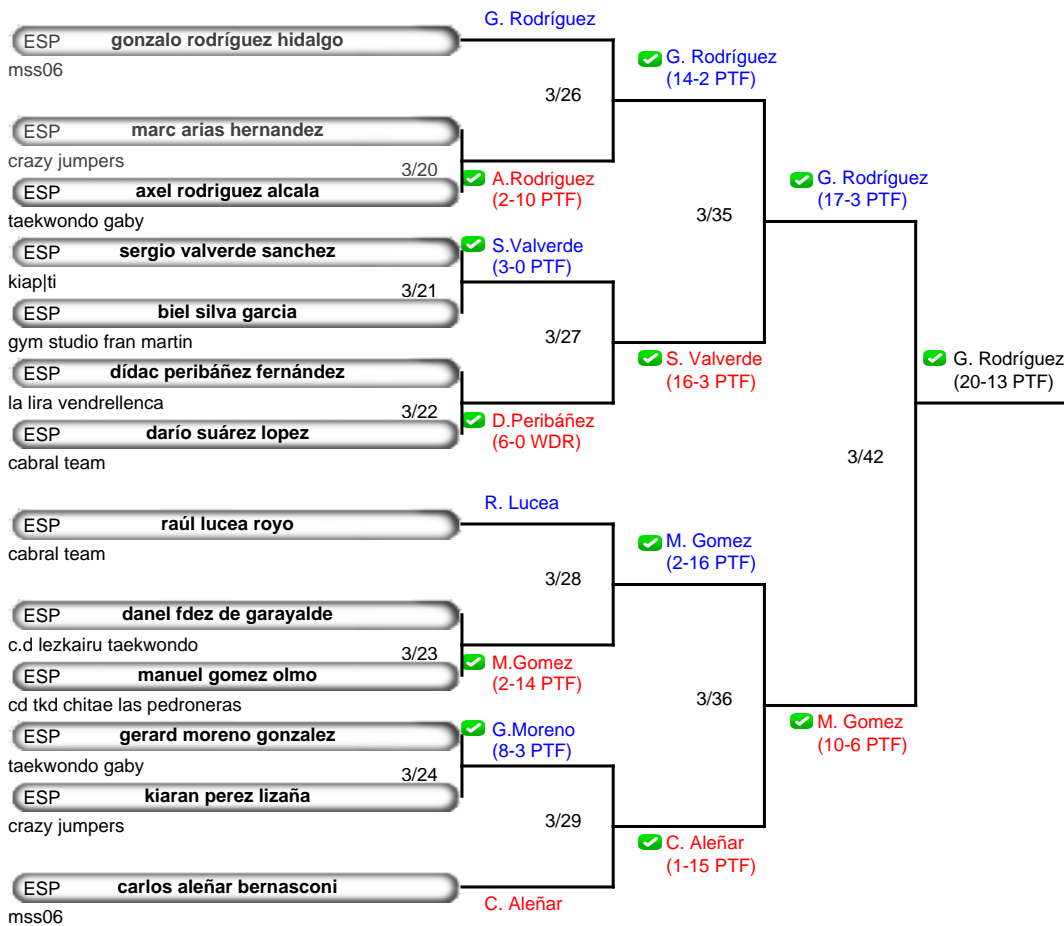 G. Rodríguez
ESP gonzalo rodríguez hidalgo
mss06
G. Rodríguez
(14-2 PTF)
3/26
ESP marc arias hernandez
crazy jumpers
3/20
ESP axel rodriguez alcala
taekwondo gaby
A.Rodriguez
(2-10 PTF)
G. Rodríguez
(17-3 PTF)
3/35
ESP sergio valverde sanchez
kiap|ti
S.Valverde
(3-0 PTF)
3/21
ESP biel silva garcia
gym studio fran martin
3/27
ESP dídac peribáñez fernández
la lira vendrellenca
S. Valverde
(16-3 PTF)
G. Rodríguez
(20-13 PTF)
3/22
ESP darío suárez lopez
cabral team
D.Peribáñez
(6-0 WDR)
3/42
R. Lucea
ESP raúl lucea royo
cabral team
M. Gomez
(2-16 PTF)
3/28
ESP danel fdez de garayalde
c.d lezkairu taekwondo
3/23
ESP manuel gomez olmo
cd tkd chitae las pedroneras
M.Gomez
(2-14 PTF)
3/36
M. Gomez
(10-6 PTF)
ESP gerard moreno gonzalez
taekwondo gaby
G.Moreno
(8-3 PTF)
3/24
ESP kiaran perez lizaña
crazy jumpers
3/29
C. Aleñar
(1-15 PTF)
ESP carlos aleñar bernasconi
mss06
C. Aleñar